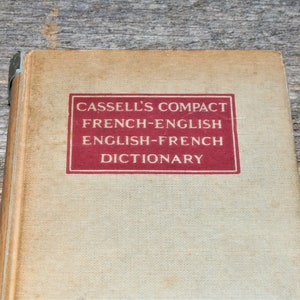 CASSELL'S COMPACT
FRENCH-ENGLISH
ENGLISH-FRENCH
DICTIONARY